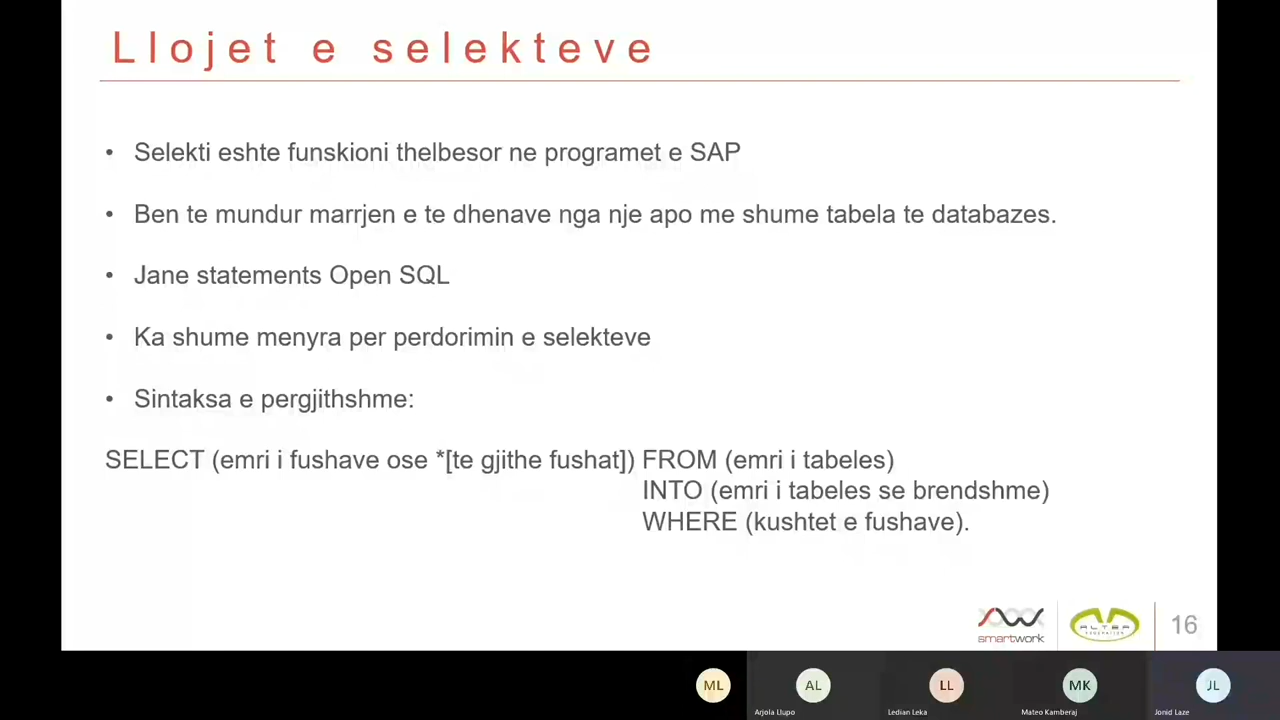 Llojet e selekteve
• Selekti eshte funskioni thelbesor ne programet e SAP
• Ben te mundur marrjen e te dhenave nga nje apo me shume tabela te databazes.
• Jane statements Open SQL
• Ka shume menyra per perdorimin e selekteve
• Sintaksa e pergjithshme:
SELECT (emri i fushave ose *[te gjithe fushat]) FROM (emri i tabeles)
INTO (emri i tabeles se brendshme)
WHERE (kushtet e fushave).
smartwork
ALTEA
16
ML
AL
LL
MK
JL
Arjola Llupo
Ledian Leka
Mateo Kamberaj
Jonid Laze